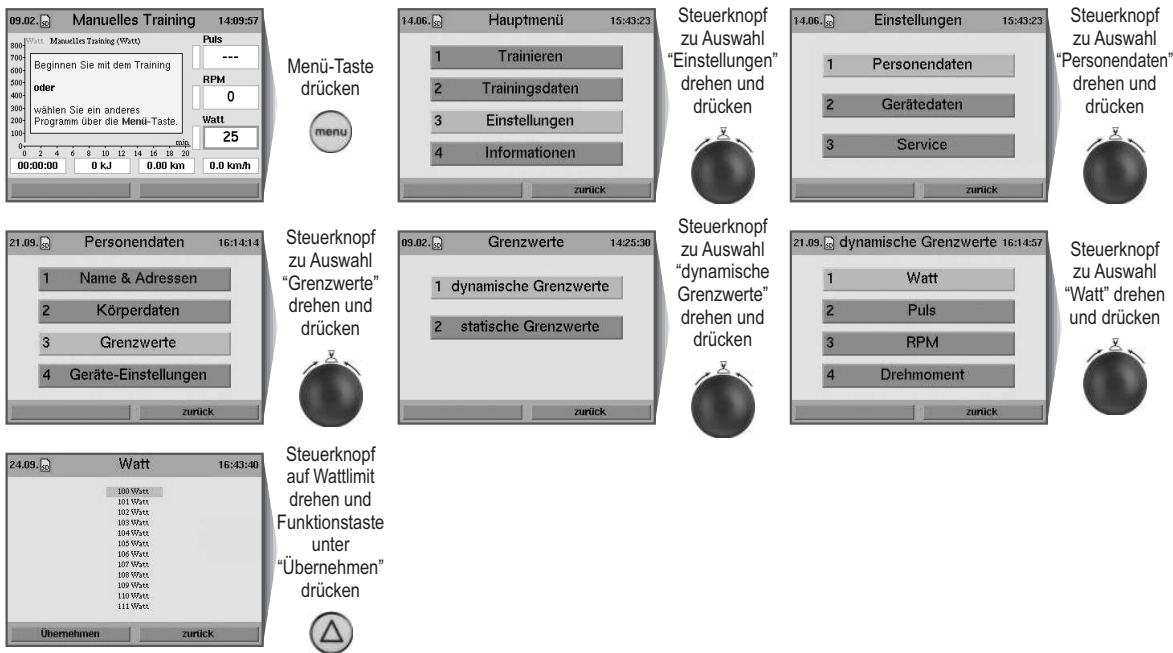 09.02. SD Manuelles Training 14:09:57
Watt Manuelles Training (Watt)
800
700
600
500
400
300
200
100
0
Beginnen Sie mit dem Training
oder
wählen Sie ein anderes
Programm über die Menü-Taste.
min.
0 2 4 6 8 10 12 14 16 18 20
Puls
---
RPM
0
Watt
25
00:00:00 0 kJ 0.00 km 0.0 km/h
Menü-Taste
drücken
menu
14.06. SD Hauptmenü 15:43:23
1 Trainieren
2 Trainingsdaten
3 Einstellungen
4 Informationen
zurück
Steuerknopf
zu Auswahl
“Einstellungen”
drehen und
drücken
14.06. SD Einstellungen 15:43:23
1 Personendaten
2 Gerätedaten
3 Service
zurück
Steuerknopf
zu Auswahl
“Personendaten”
drehen und
drücken
21.09. SD Personendaten 16:14:14
1 Name & Adressen
2 Körperdaten
3 Grenzwerte
4 Geräte-Einstellungen
zurück
Steuerknopf
zu Auswahl
“Grenzwerte”
drehen und
drücken
09.02. SD Grenzwerte 14:25:30
1 dynamische Grenzwerte
2 statische Grenzwerte
zurück
Steuerknopf
zu Auswahl
“dynamische
Grenzwerte”
drehen und
drücken
21.09. SD dynamische Grenzwerte 16:14:57
1 Watt
2 Puls
3 RPM
4 Drehmoment
zurück
Steuerknopf
zu Auswahl
“Watt” drehen
und drücken
24.09. SD Watt 16:43:40
100 Watt
101 Watt
102 Watt
103 Watt
104 Watt
105 Watt
106 Watt
107 Watt
108 Watt
109 Watt
110 Watt
111 Watt
Übernehmen zurück
Steuerknopf
auf Wattlimit
drehen und
Funktionstaste
unter
“Übernehmen”
drücken